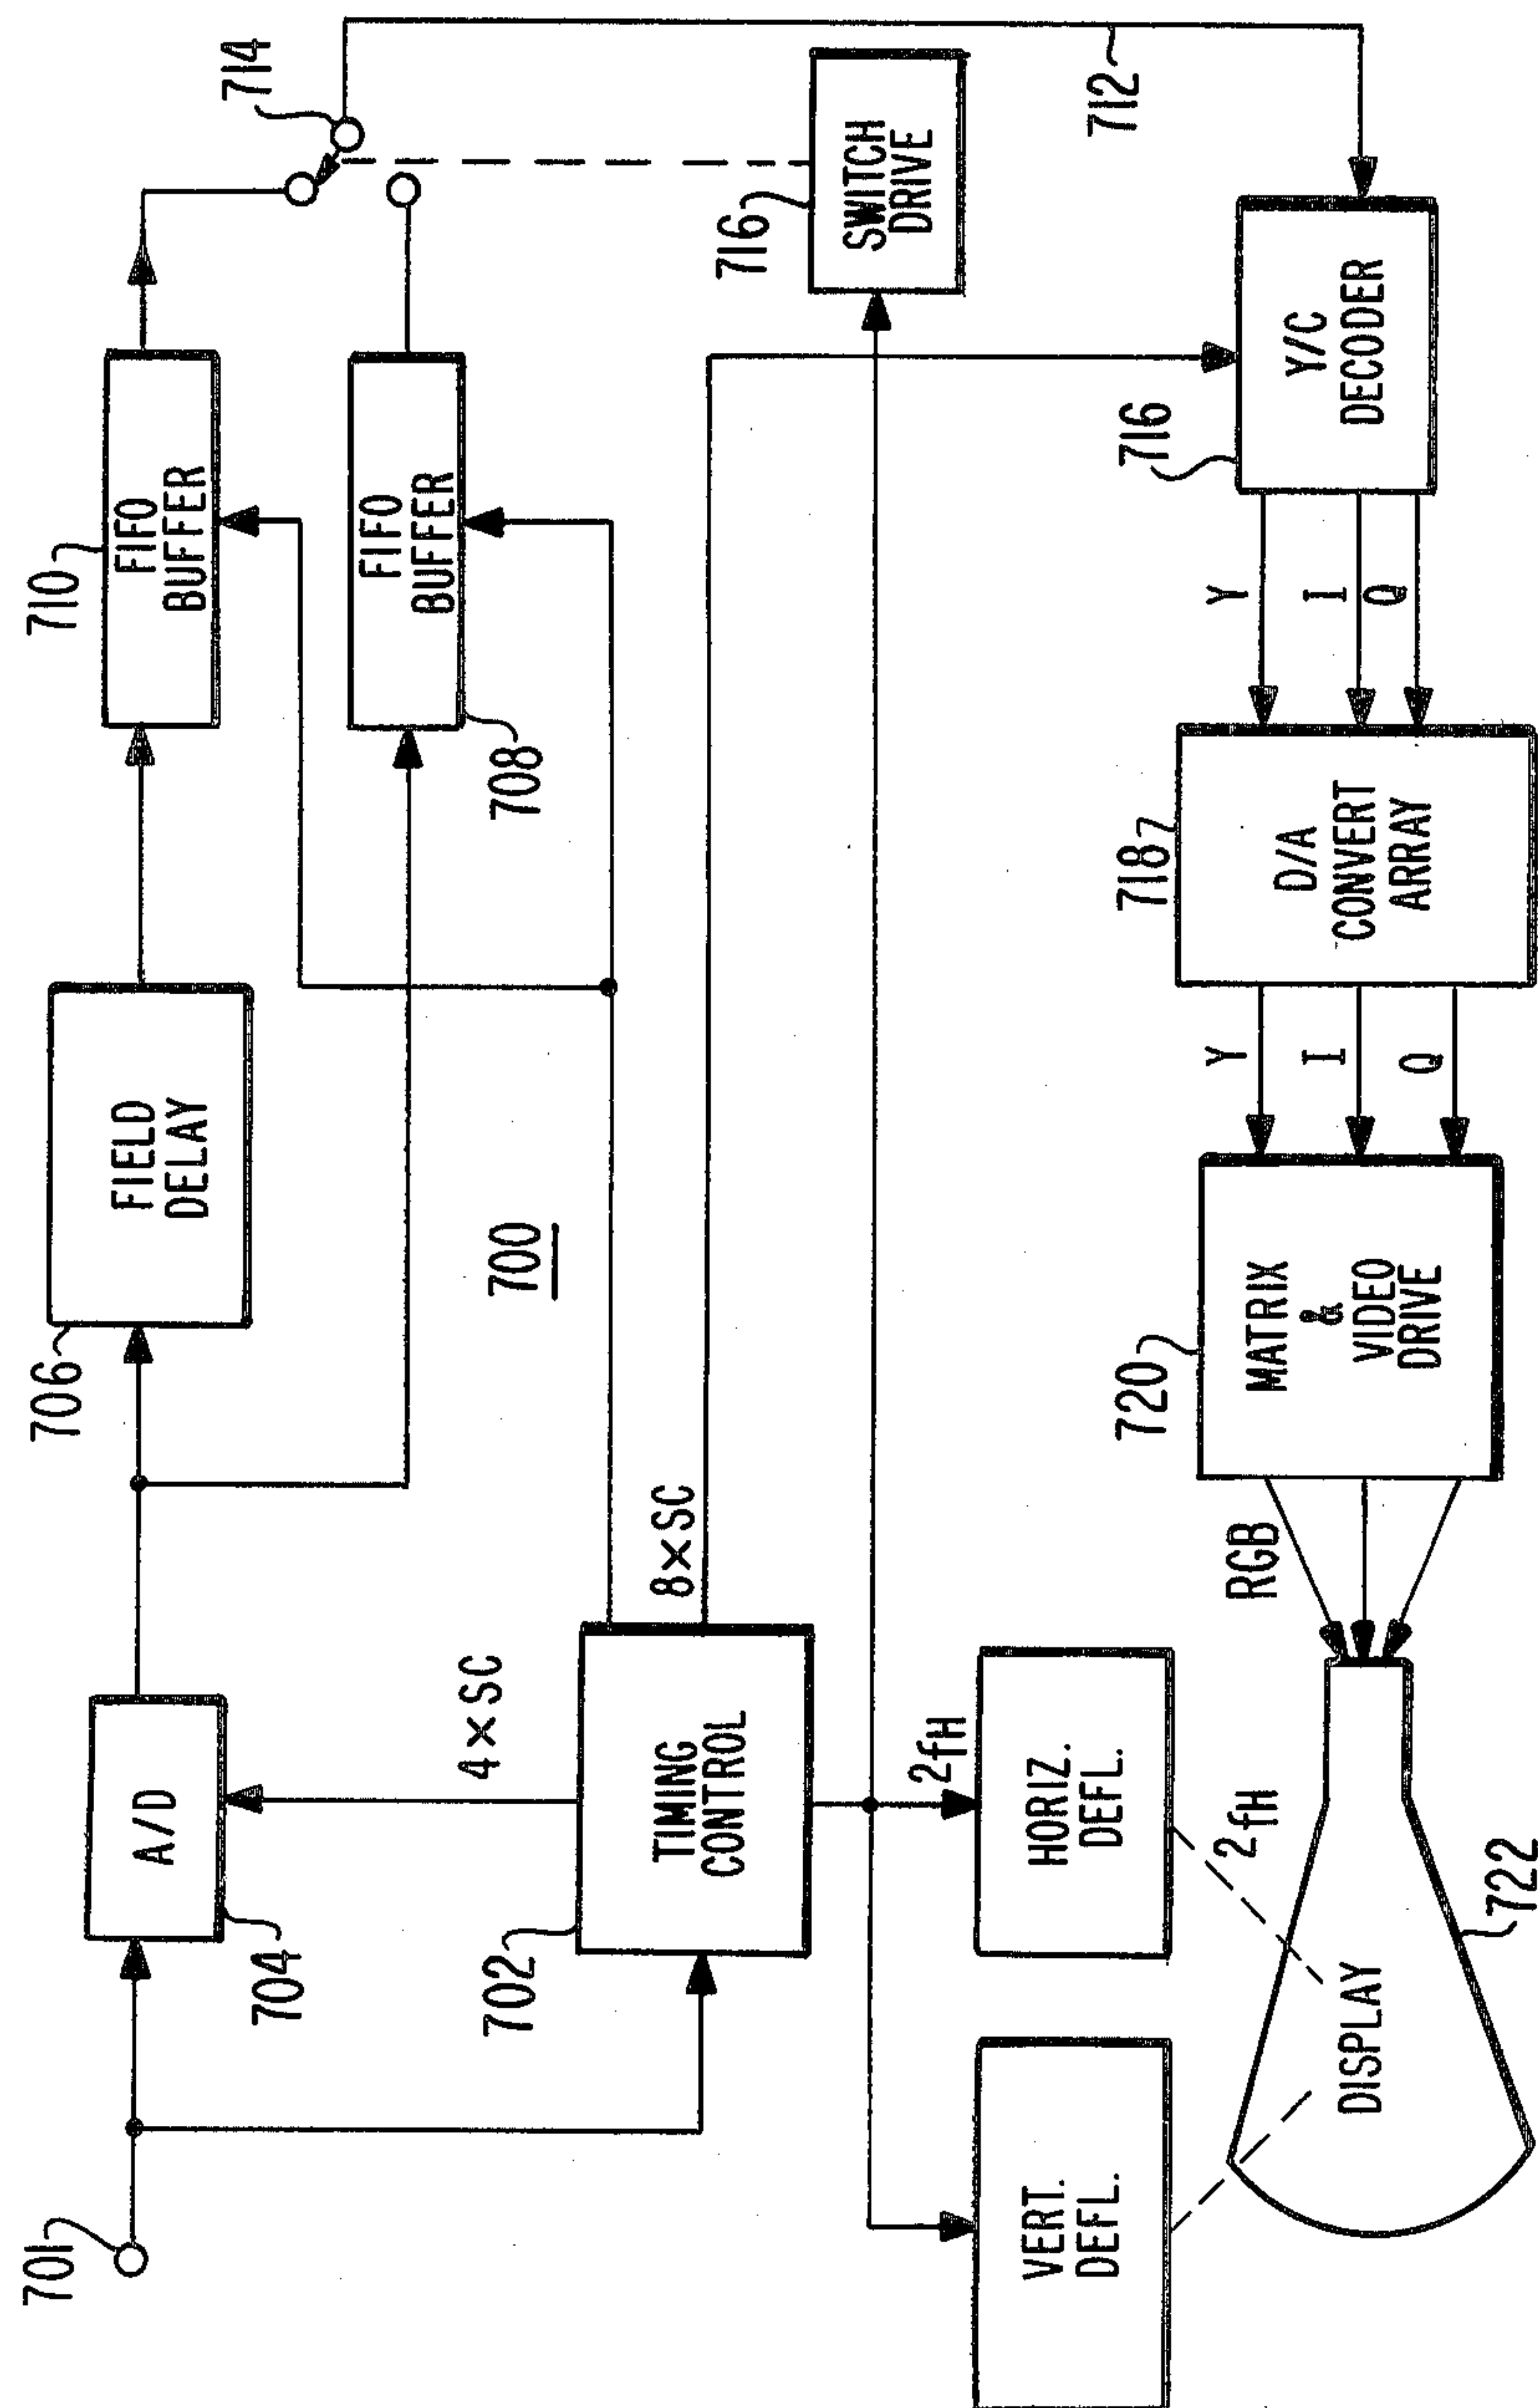 701
A/D
704
4×SC
TIMING
CONTROL
702
8×SC
706
FIELD
DELAY
700
710
FIFO
BUFFER
FIFO
BUFFER
708
714
712
SWITCH
DRIVE
716
VERT.
DEFL.
HORIZ.
DEFL.
2fH
2fH
DISPLAY
722
RGB
720
MATRIX
&
VIDEO
DRIVE
Y
I
Q
718
D/A
CONVERT
ARRAY
Y
I
Q
716
Y/C
DECODER